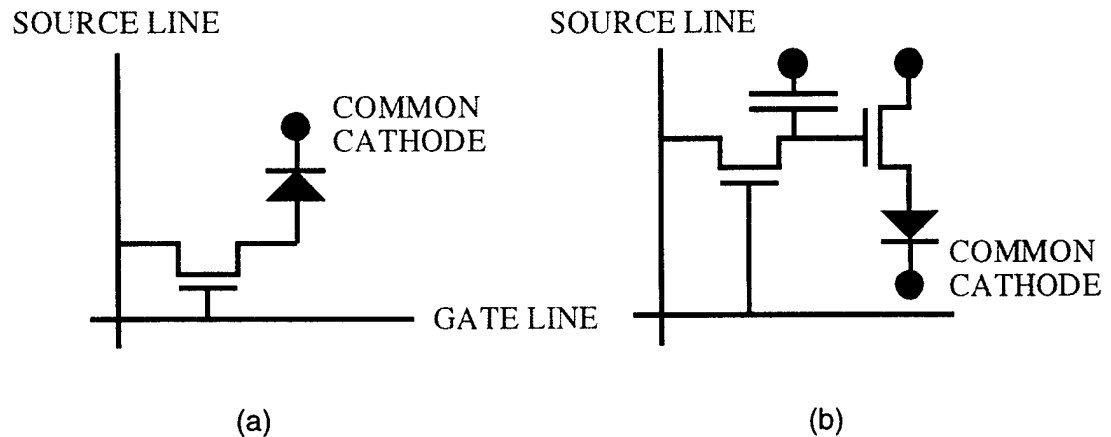 SOURCE LINE
COMMON
CATHODE
GATE LINE
(a)
SOURCE LINE
COMMON
CATHODE
(b)